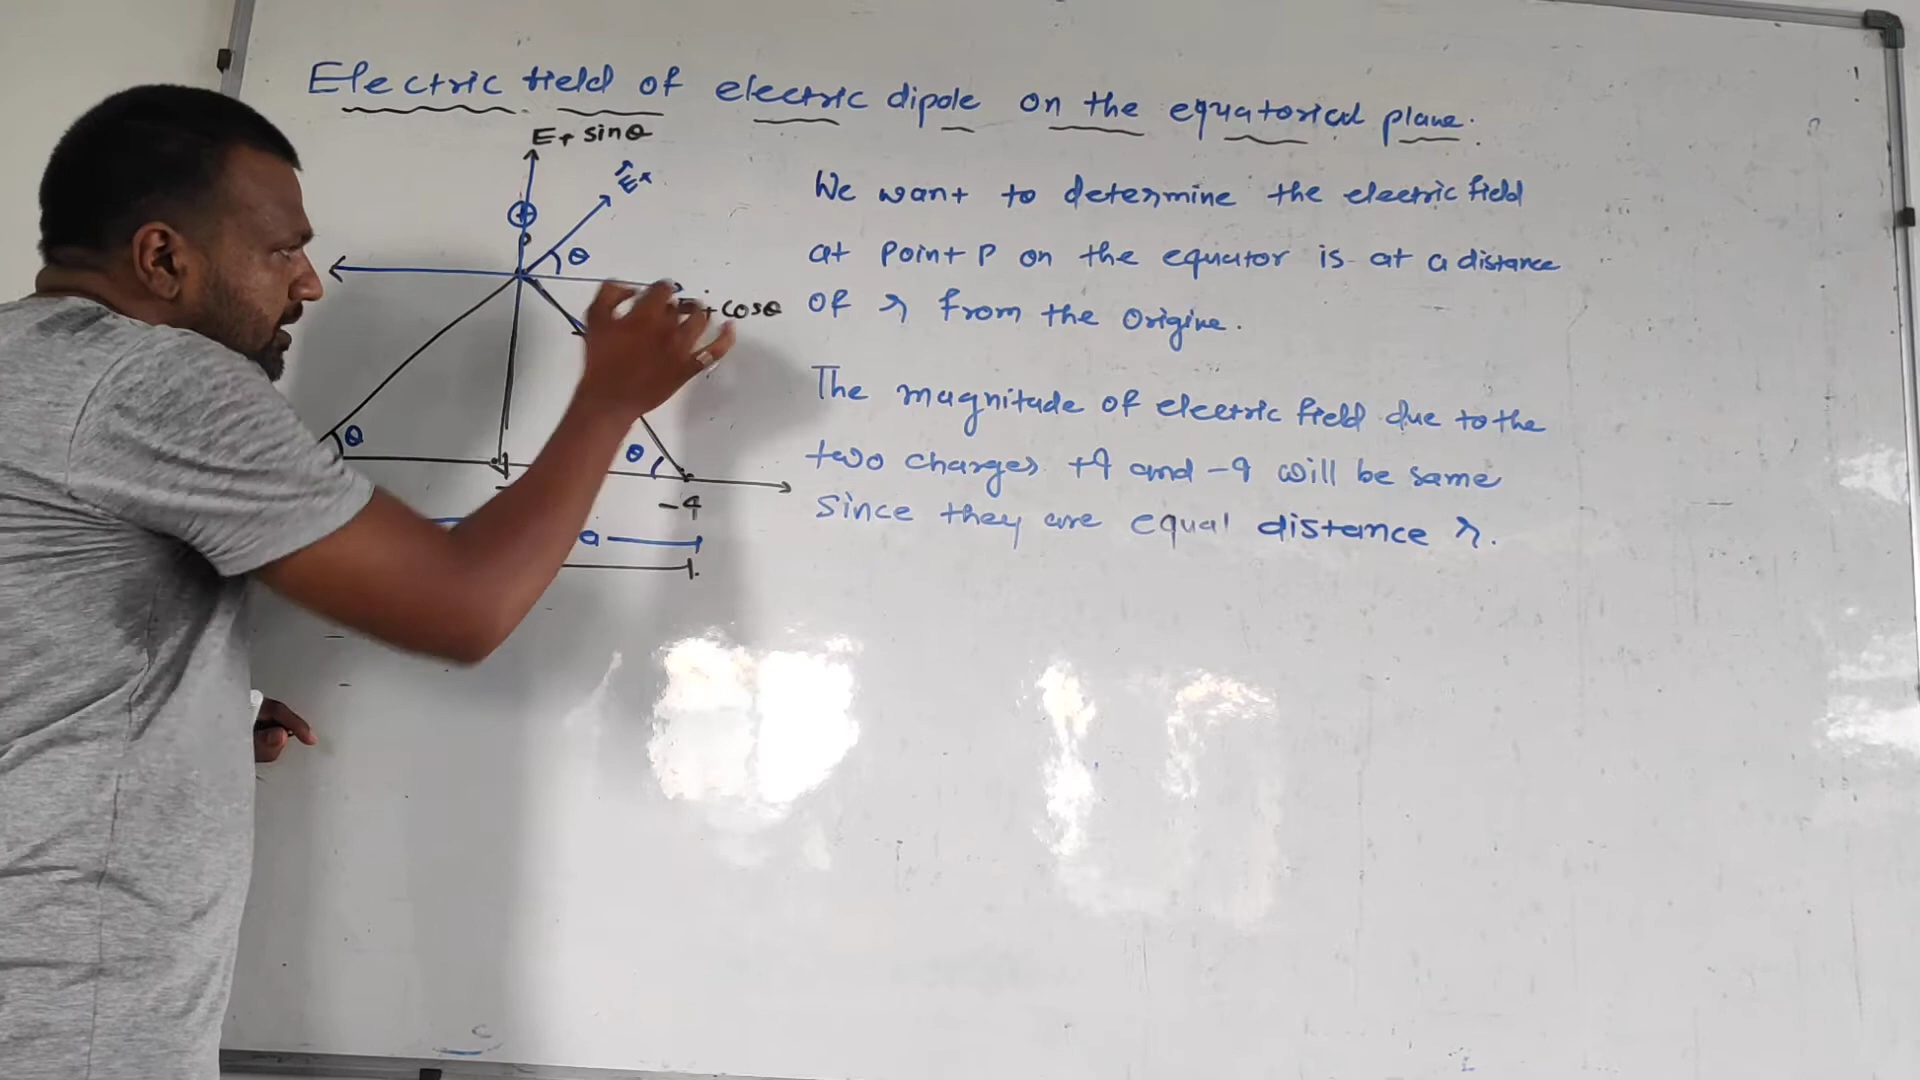 Electric field of electric dipole on the equatorical plane.
E+ sinθ
E+
P
θ
+cosθ
θ
θ
-q
a
We want to determine the electric field
at point P on the equator is at a distance
of r from the origine.
The magnitude of electric field due to the
two charges +q and -q will be same
since they are equal distance r.